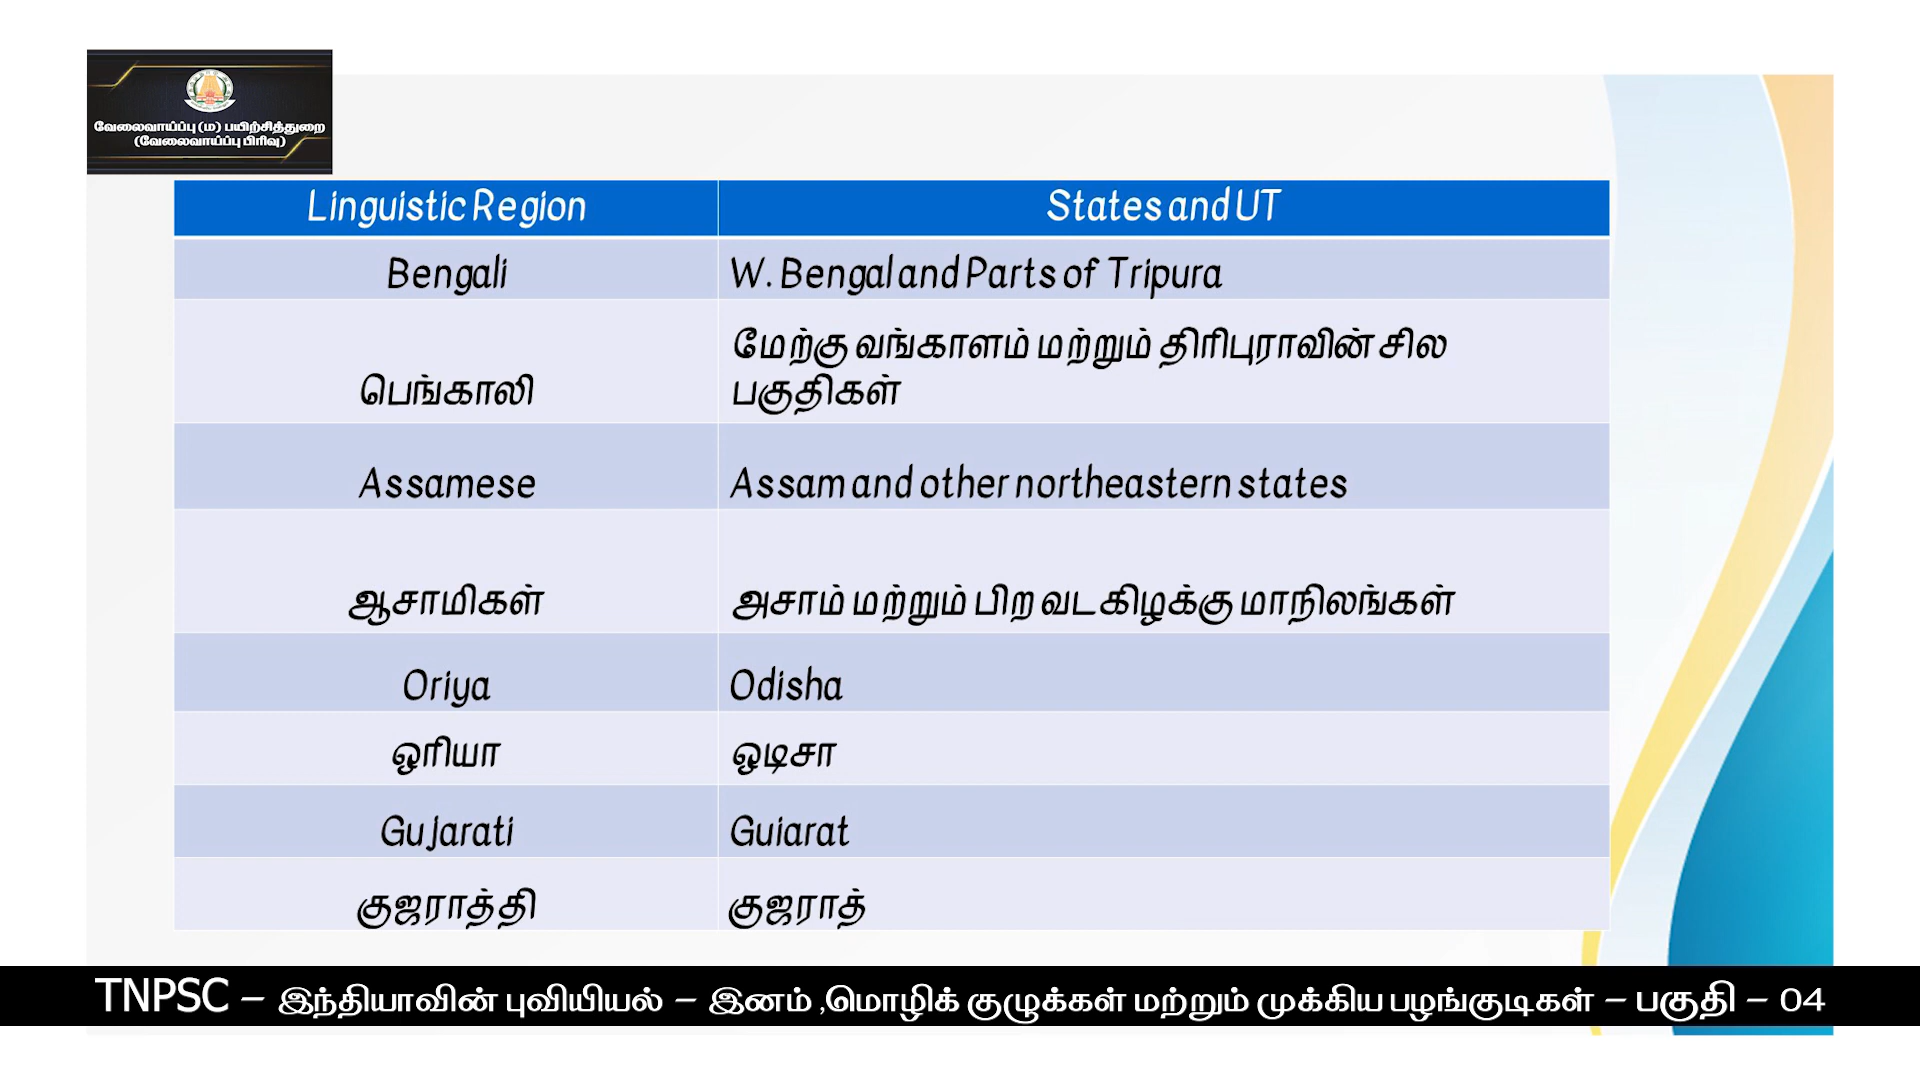 வேலைவாய்ப்பு (ம) பயிற்சித்துறை
(வேலைவாய்ப்பு பிரிவு)
Linguistic Region States and UT
Bengali W. Bengal and Parts of Tripura
பெங்காலி மேற்கு வங்காளம் மற்றும் திரிபுராவின் சில
பகுதிகள்
Assamese Assam and other northeastern states
ஆசாமிகள் அசாம் மற்றும் பிற வடகிழக்கு மாநிலங்கள்
Oriya Odisha
ஒரியா ஒடிசா
Gujarati Guiarat
குஜராத்தி குஜராத்
TNPSC – இந்தியாவின் புவியியல் – இனம் ,மொழிக் குழுக்கள் மற்றும் முக்கிய பழங்குடிகள் – பகுதி – 04